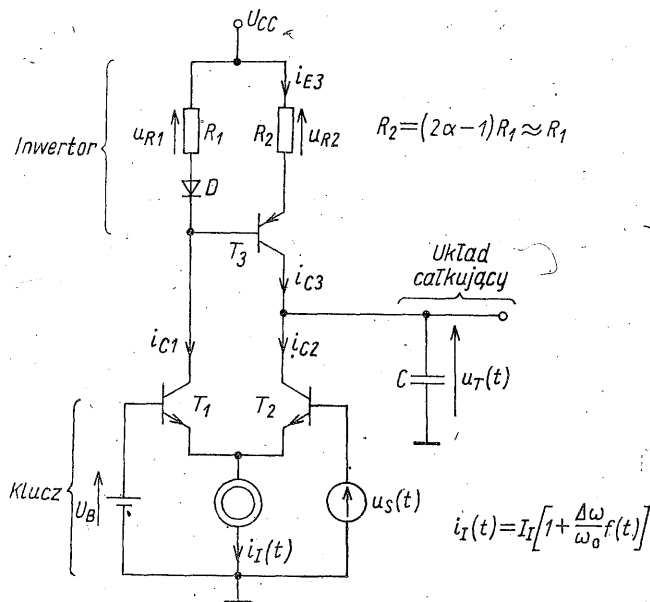 U_CC
i_E3
u_R1
R_1
R_2
u_R2
R_2=(2α-1)R_1≈R_1
Inwertor
D
T_3
i_C3
Układ
całkujący
i_C1
i_C2
C
u_T(t)
T_1
T_2
Klucz
U_B
u_S(t)
i_I(t)
i_I(t)=I_I[1+Δω/ω_0 f(t)]